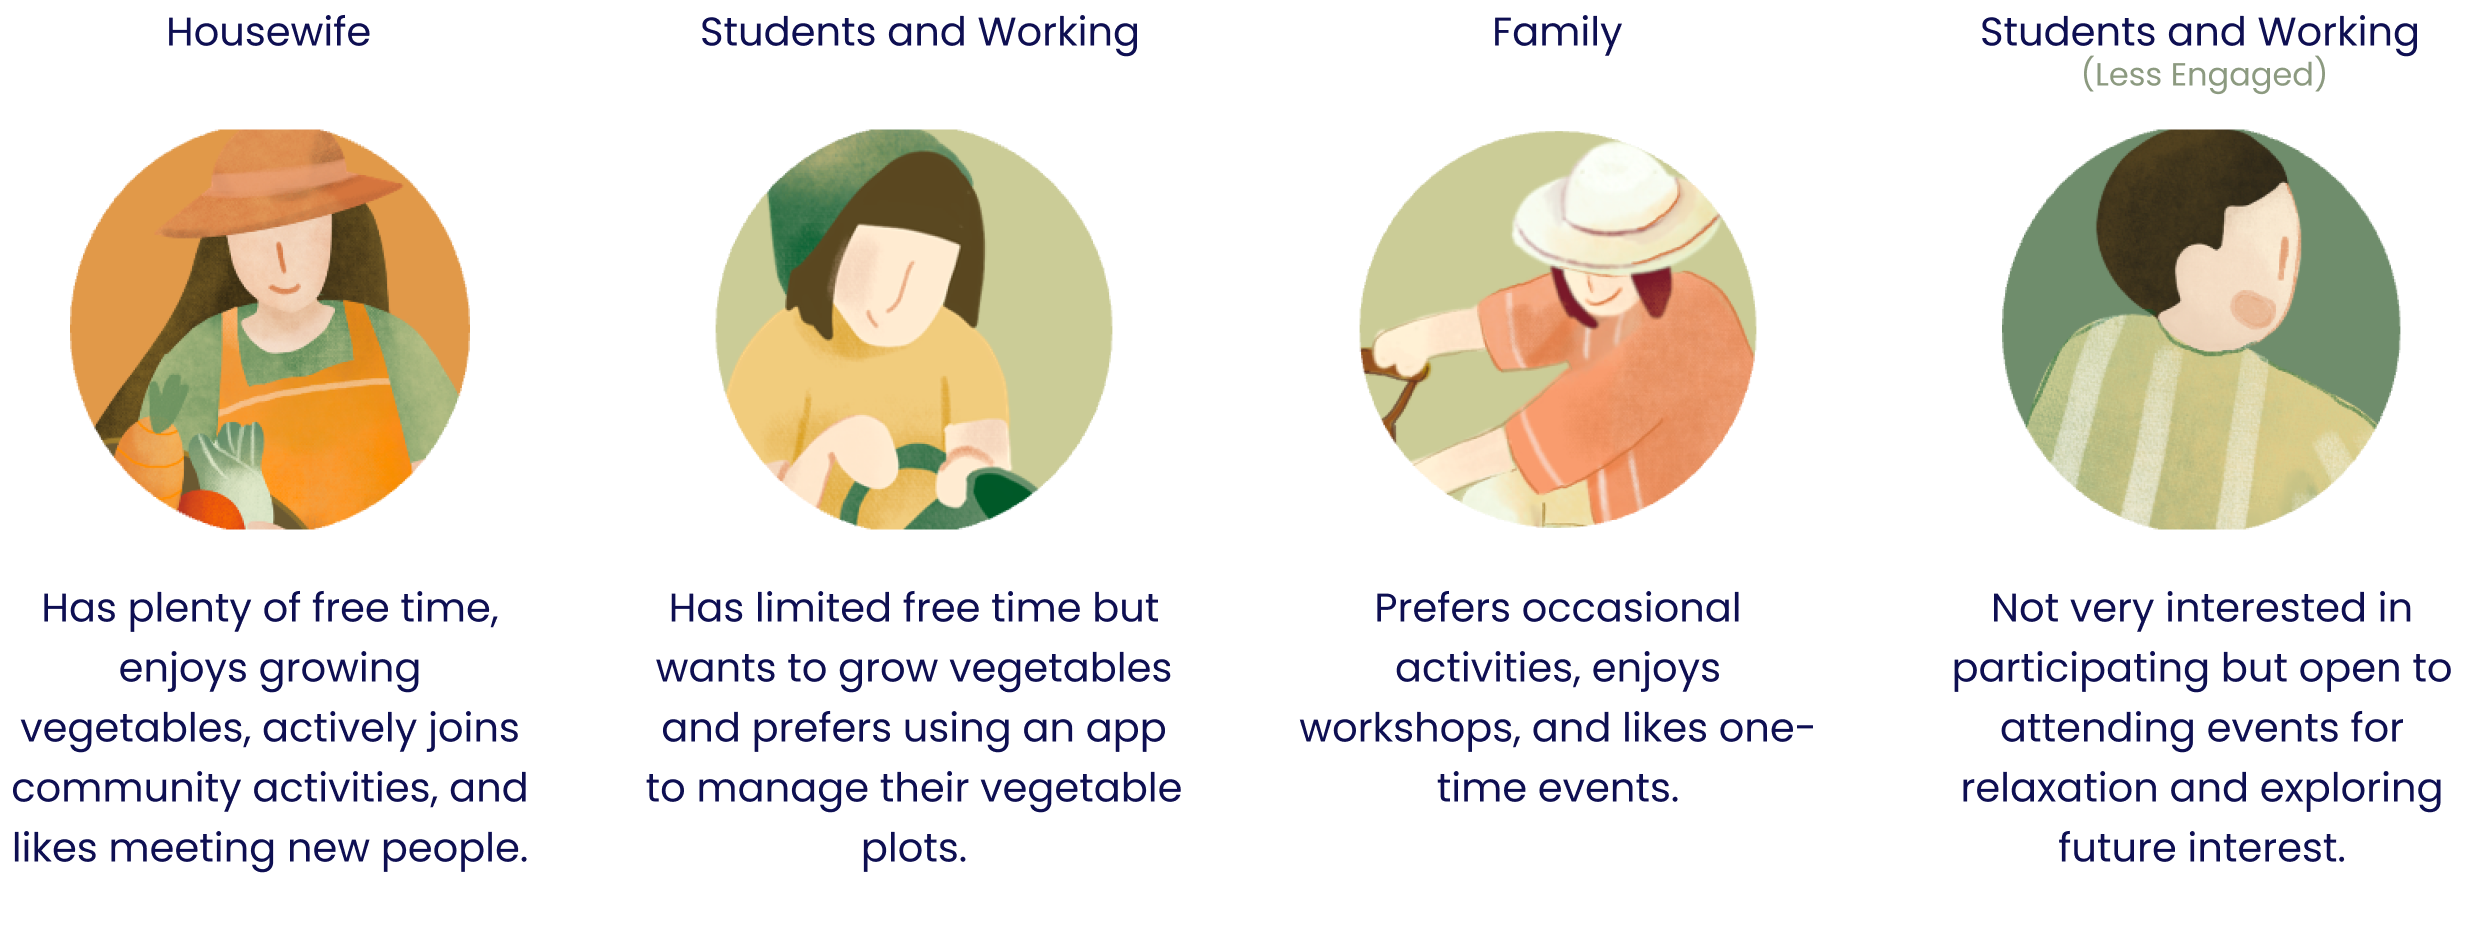 Housewife
Students and Working
Family
Students and Working
(Less Engaged)
Has plenty of free time,
enjoys growing
vegetables, actively joins
community activities, and
likes meeting new people.
Has limited free time but
wants to grow vegetables
and prefers using an app
to manage their vegetable
plots.
Prefers occasional
activities, enjoys
workshops, and likes one-
time events.
Not very interested in
participating but open to
attending events for
relaxation and exploring
future interest.